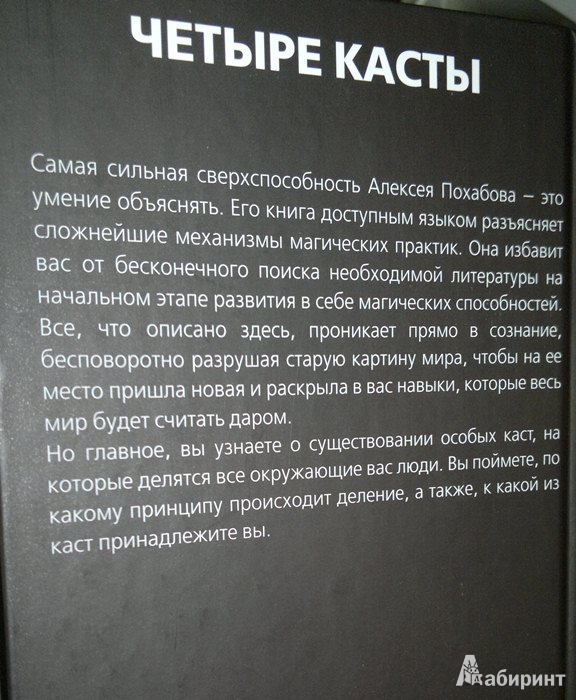 ЧЕТЫРЕ КАСТЫ
Самая сильная сверхспособность Алексея Похабова – это
умение объяснять. Его книга доступным языком разъясняет
сложнейшие механизмы магических практик. Она избавит
вас от бесконечного поиска необходимой литературы на
начальном этапе развития в себе магических способностей.
Все, что описано здесь, проникает прямо в сознание,
бесповоротно разрушая старую картину мира, чтобы на ее
место пришла новая и раскрыла в вас навыки, которые весь
мир будет считать даром.
Но главное, вы узнаете о существовании особых каст, на
которые делятся все окружающие вас люди. Вы поймете, по
какому принципу происходит деление, а также, к какой из
каст принадлежите вы.
Лабиринт